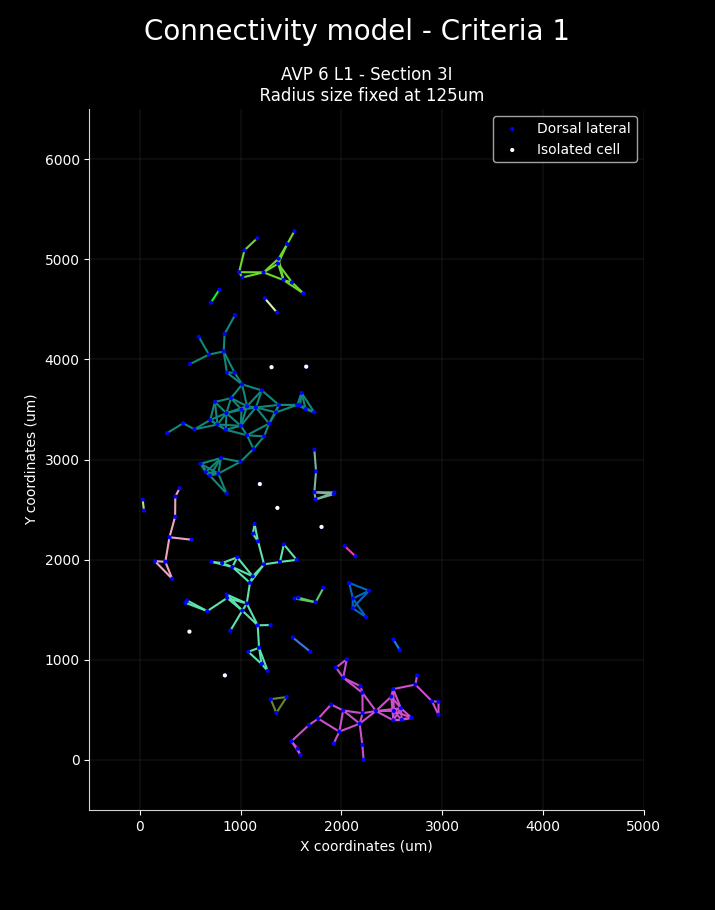 Connectivity model - Criteria 1
AVP 6 L1 - Section 3I
Radius size fixed at 125um
Dorsal lateral
Isolated cell
6000
5000
4000
3000
2000
1000
0
Y coordinates (um)
0 1000 2000 3000 4000 5000
X coordinates (um)